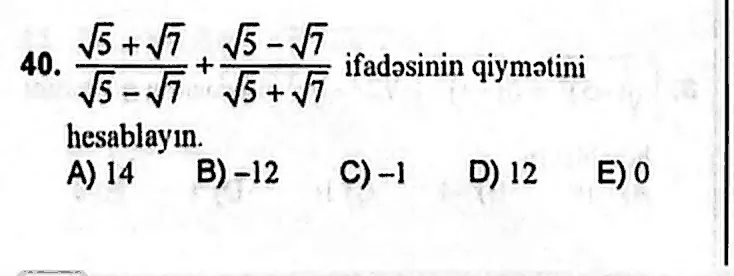 40. (√5 + √7)/(√5 − √7) + (√5 − √7)/(√5 + √7) ifadəsinin qiymətini
hesablayın.
A) 14 B) –12 C) –1 D) 12 E) 0